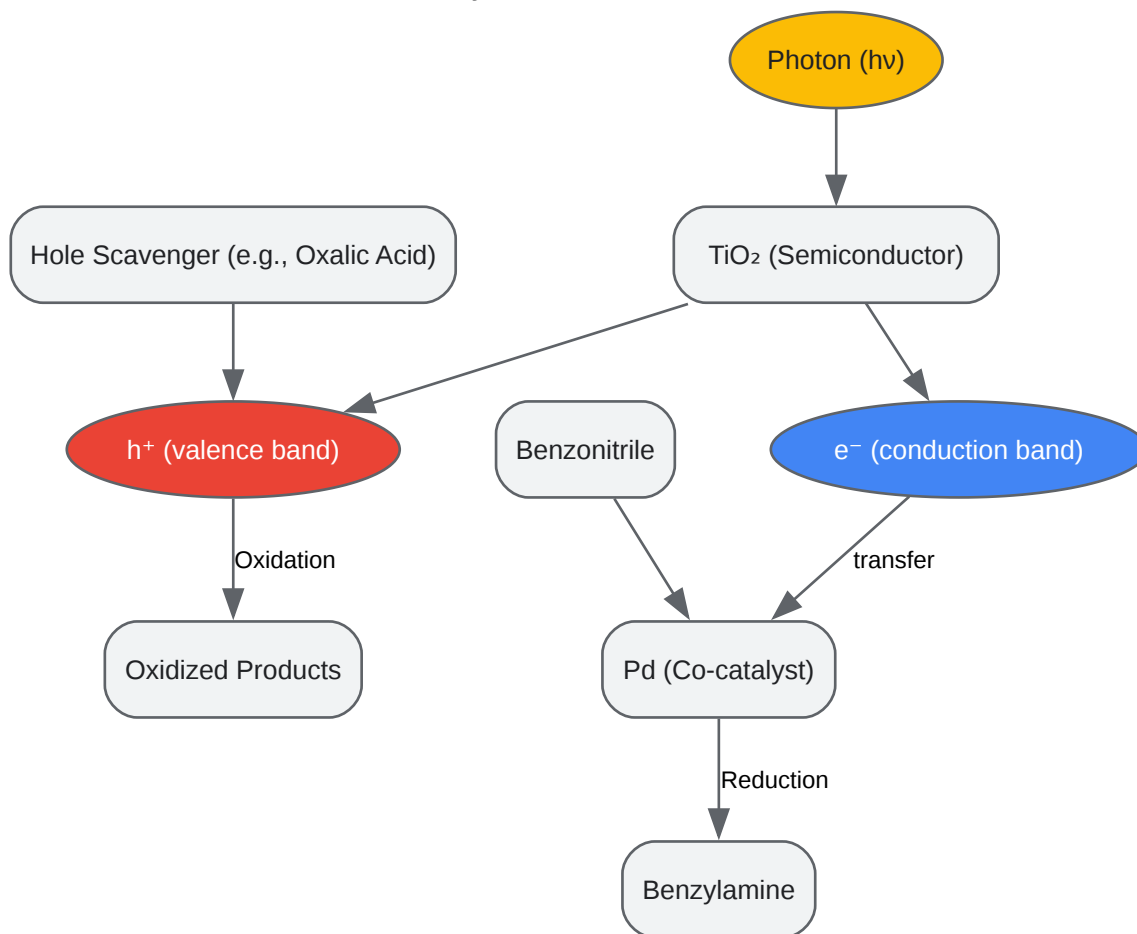 Photon (hν)
Hole Scavenger (e.g., Oxalic Acid)
TiO₂ (Semiconductor)
h⁺ (valence band)
Benzonitrile
e⁻ (conduction band)
Oxidation
transfer
Oxidized Products
Pd (Co-catalyst)
Reduction
Benzylamine